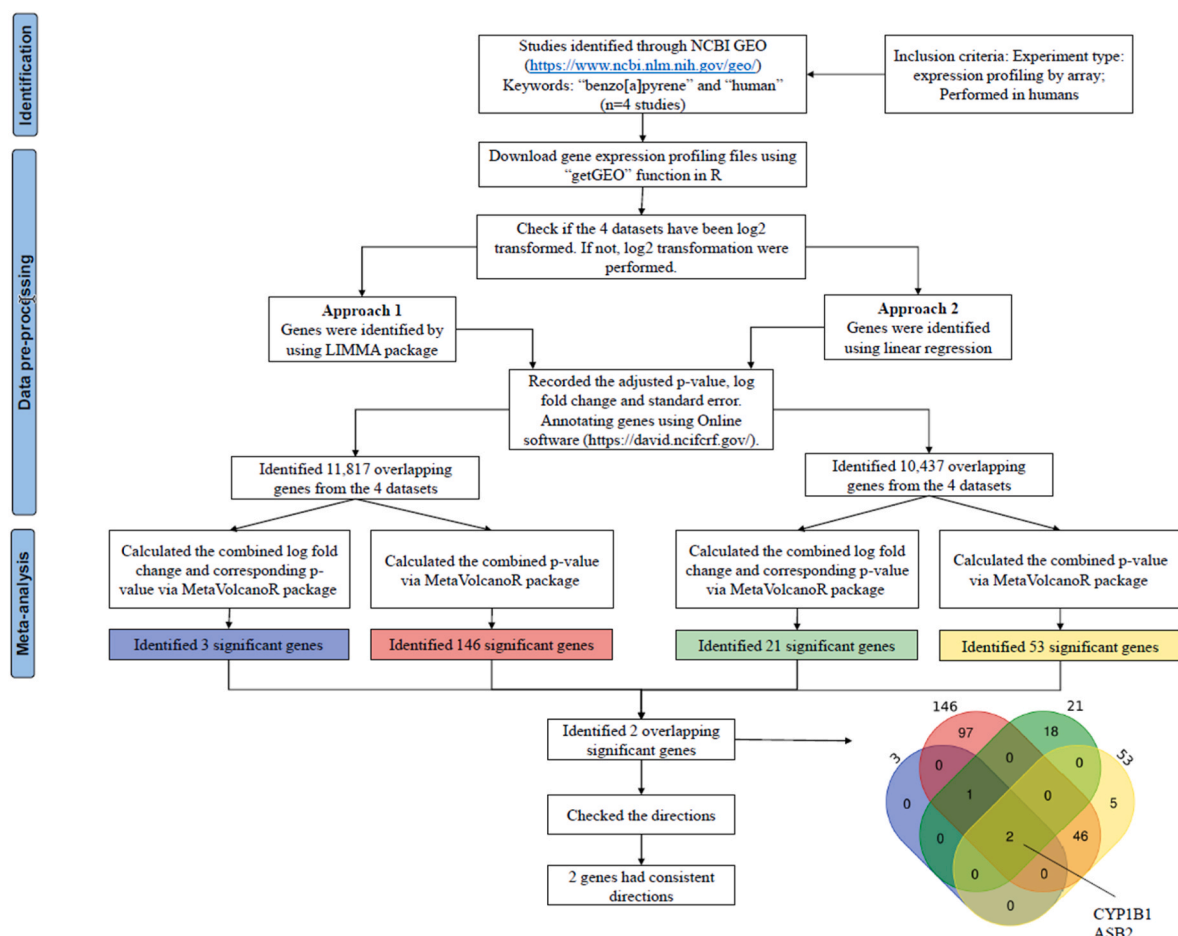 Identification
Studies identified through NCBI GEO
(https://www.ncbi.nlm.nih.gov/geo/)
Keywords: “benzo[a]pyrene” and “human”
(n=4 studies)
Inclusion criteria: Experiment type:
expression profiling by array;
Performed in humans
Data pre-processing
Download gene expression profiling files using
“getGEO” function in R
Check if the 4 datasets have been log2
transformed. If not, log2 transformation were
performed.
Approach 1
Genes were identified by
using LIMMA package
Approach 2
Genes were identified
using linear regression
Recorded the adjusted p-value, log
fold change and standard error.
Annotating genes using Online
software (https://david.ncifcrf.gov/).
Identified 11,817 overlapping
genes from the 4 datasets
Identified 10,437 overlapping
genes from the 4 datasets
Meta-analysis
Calculated the combined log fold
change and corresponding p-
value via MetaVolcanoR package
Calculated the combined p-value
via MetaVolcanoR package
Calculated the combined log fold
change and corresponding p-value
via MetaVolcanoR package
Calculated the combined p-value
via MetaVolcanoR package
Identified 3 significant genes
Identified 146 significant genes
Identified 21 significant genes
Identified 53 significant genes
Identified 2 overlapping
significant genes
Checked the directions
2 genes had consistent
directions
146
21
3
53
97
18
0
0
0
0
1
0
5
0
2
46
0
0
0
CYP1B1
ASB2